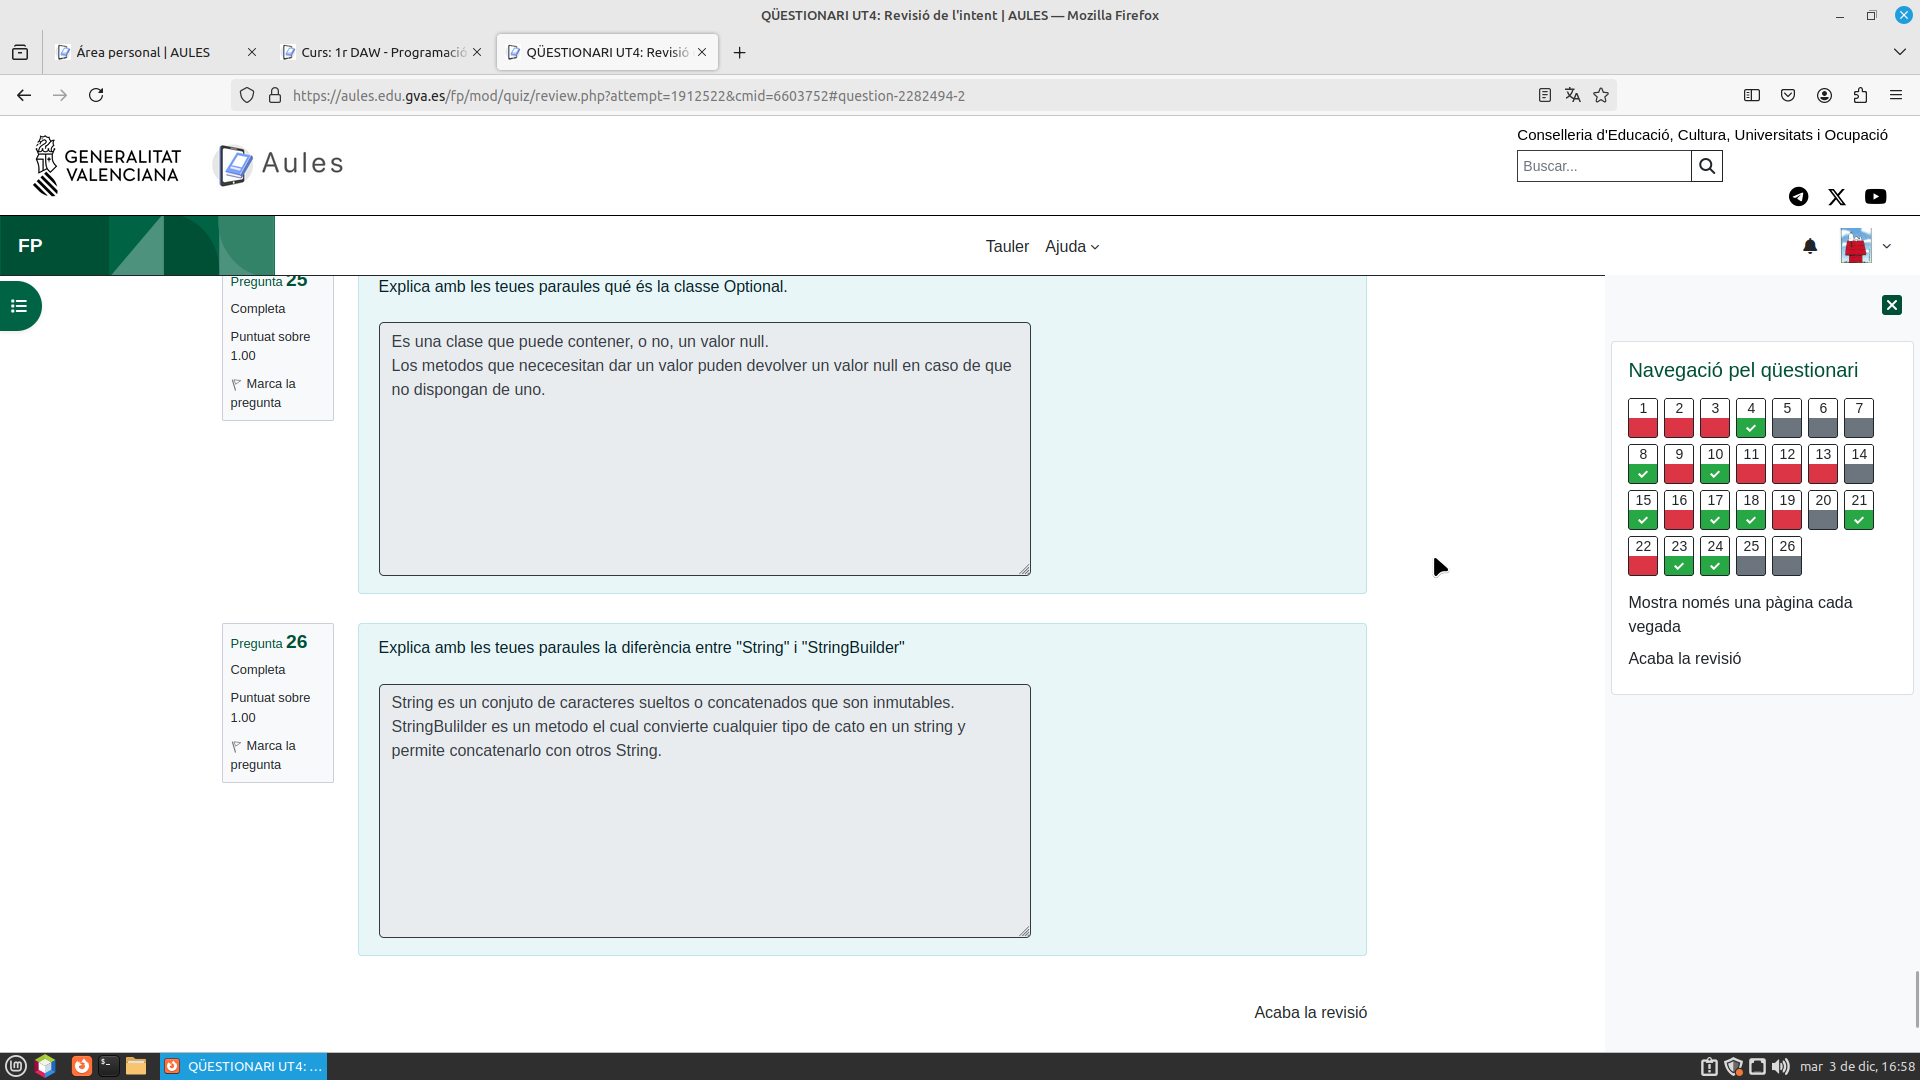 QÜESTIONARI UT4: Revisió de l'intent | AULES — Mozilla Firefox
Área personal | AULES
Curs: 1r DAW - Programació
QÜESTIONARI UT4: Revisió
https://aules.edu.gva.es/fp/mod/quiz/review.php?attempt=1912522&cmid=6603752#question-2282494-2
GENERALITAT
VALENCIANA
Aules
Conselleria d'Educació, Cultura, Universitats i Ocupació
Buscar...
FP
Tauler
Ajuda
Pregunta 25
Completa
Puntuat sobre
1.00
Marca la
pregunta
Explica amb les teues paraules qué és la classe Optional.
Es una clase que puede contener, o no, un valor null.
Los metodos que nececesitan dar un valor puden devolver un valor null en caso de que
no dispongan de uno.
Pregunta 26
Completa
Puntuat sobre
1.00
Marca la
pregunta
Explica amb les teues paraules la diferència entre "String" i "StringBuilder"
String es un conjuto de caracteres sueltos o concatenados que son inmutables.
StringBulilder es un metodo el cual convierte cualquier tipo de cato en un string y
permite concatenarlo con otros String.
Acaba la revisió
Navegació pel qüestionari
1 2 3 4 5 6 7
8 9 10 11 12 13 14
15 16 17 18 19 20 21
22 23 24 25 26
Mostra només una pàgina cada
vegada
Acaba la revisió
QÜESTIONARI UT4: ...
mar 3 de dic, 16:58